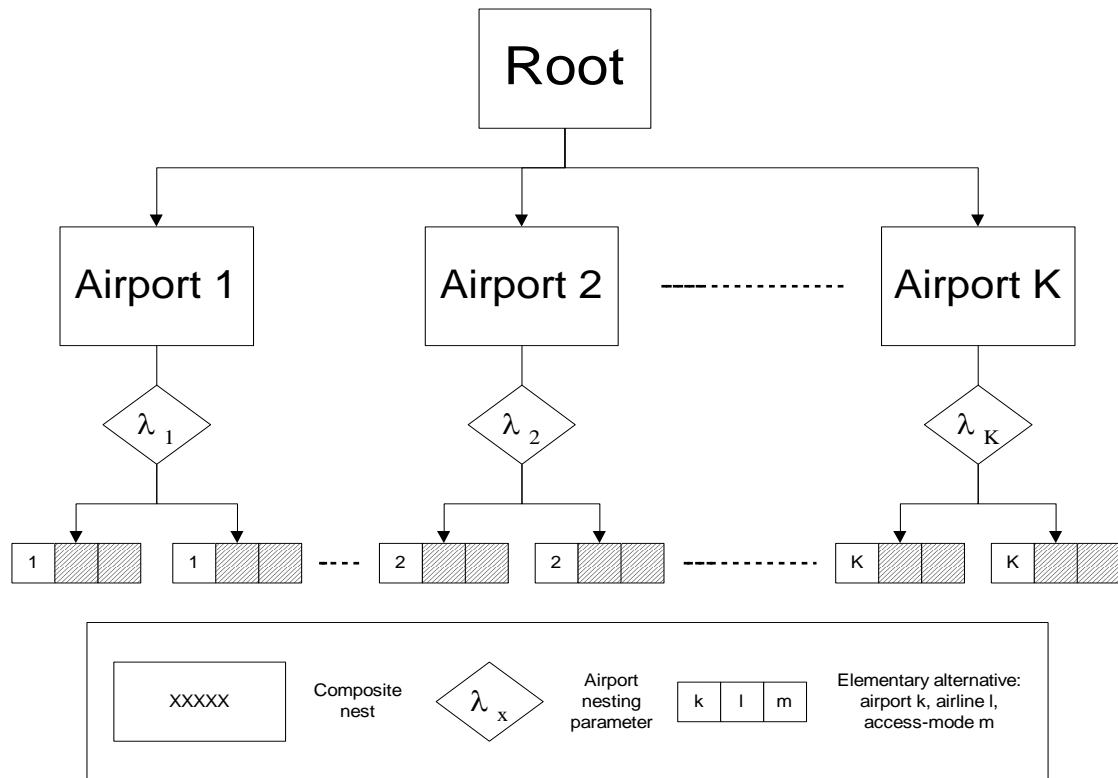 Root
Airport 1
Airport 2
Airport K
λ 1
λ 2
λ K
1
1
2
2
K
K
XXXXX
Composite
nest
λ x
Airport
nesting
parameter
k l m
Elementary alternative:
airport k, airline l,
access-mode m